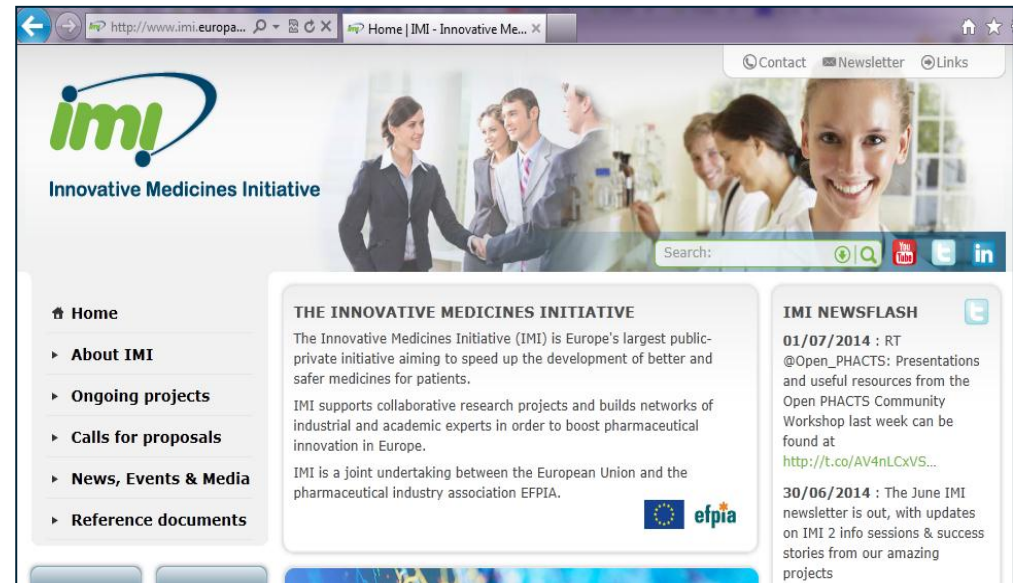 http://www.imi.europa...
Home | IMI - Innovative Me...
Contact Newsletter Links
imi
Innovative Medicines Initiative
Search:
You Tube
in
Home
About IMI
Ongoing projects
Calls for proposals
News, Events & Media
Reference documents
THE INNOVATIVE MEDICINES INITIATIVE
The Innovative Medicines Initiative (IMI) is Europe's largest public-
private initiative aiming to speed up the development of better and
safer medicines for patients.
IMI supports collaborative research projects and builds networks of
industrial and academic experts in order to boost pharmaceutical
innovation in Europe.
IMI is a joint undertaking between the European Union and the
pharmaceutical industry association EFPIA.
efpia
IMI NEWSFLASH
01/07/2014 : RT
@Open_PHACTS: Presentations
and useful resources from the
Open PHACTS Community
Workshop last week can be
found at
http://t.co/AV4nLCxVS...
30/06/2014 : The June IMI
newsletter is out, with updates
on IMI 2 info sessions & success
stories from our amazing
projects